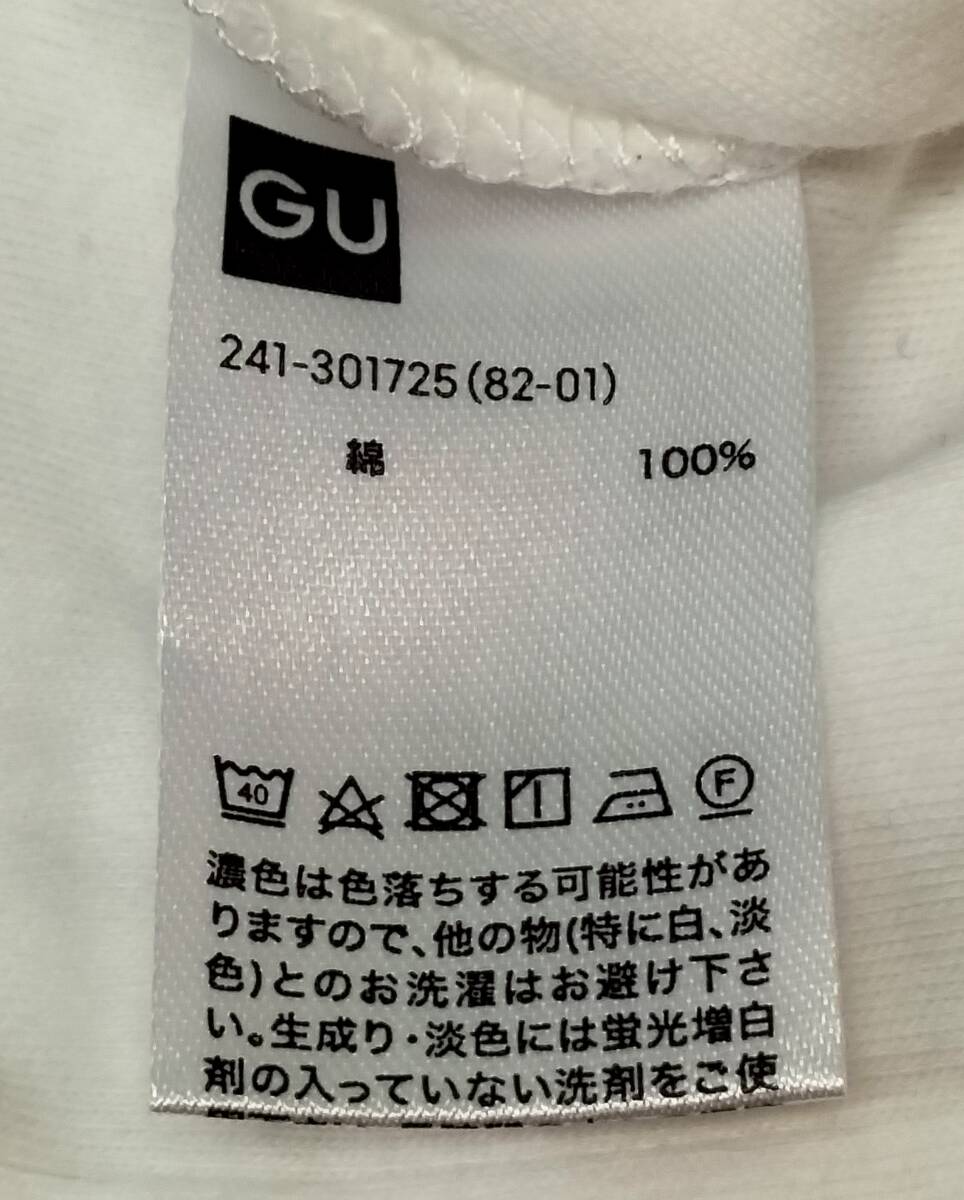 GU
241-301725(82-01)
綿 100%
40
F
濃色は色落ちする可能性があ
りますので、他の物(特に白、淡
色)とのお洗濯はお避け下さ
い。生成り・淡色には蛍光増白
剤の入っていない洗剤をご使